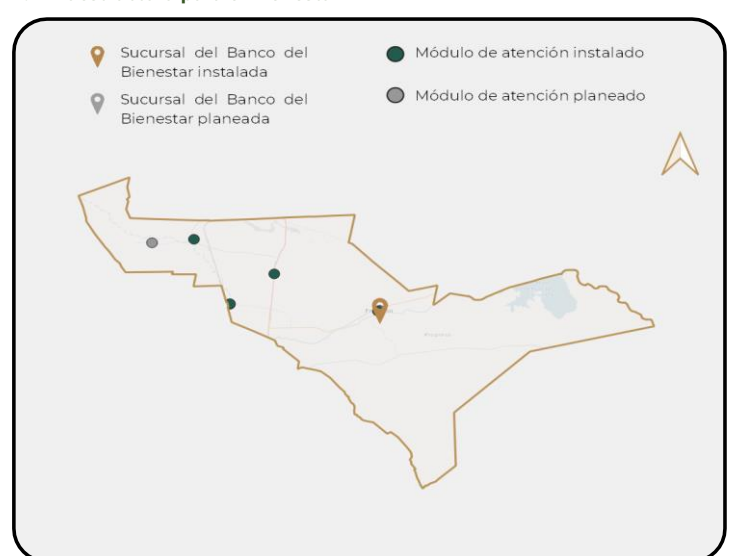 Sucursal del Banco del
Bienestar instalada
Sucursal del Banco del
Bienestar planeada
Módulo de atención instalado
Módulo de atención planeado